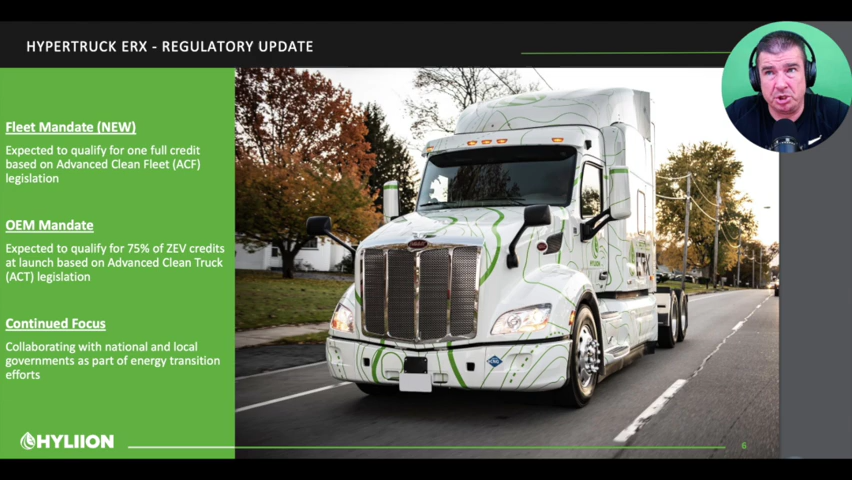 HYPERTRUCK ERX - REGULATORY UPDATE
Fleet Mandate (NEW)
Expected to qualify for one full credit
based on Advanced Clean Fleet (ACF)
legislation
OEM Mandate
Expected to qualify for 75% of ZEV credits
at launch based on Advanced Clean Truck
(ACT) legislation
Continued Focus
Collaborating with national and local
governments as part of energy transition
efforts
HYLIION
6